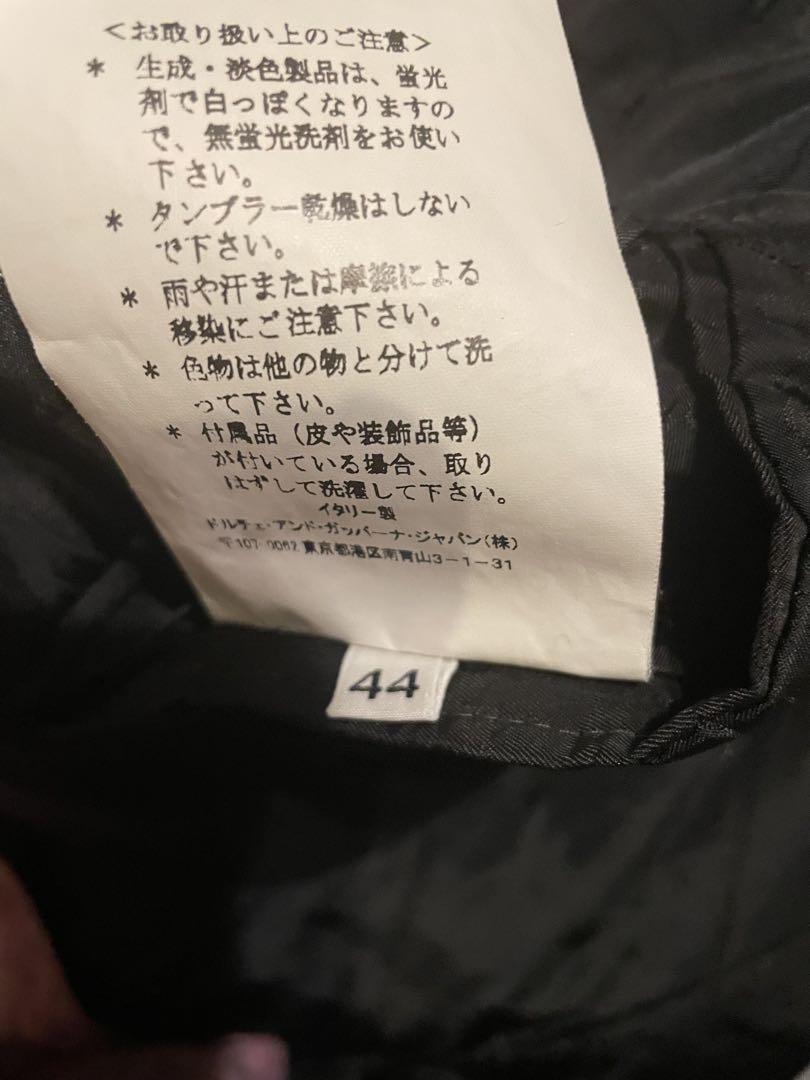 ＜お取り扱い上のご注意＞
* 生成・淡色製品は、蛍光
剤で白っぽくなりますの
で、無蛍光洗剤をお使い
下さい。
* タンブラー乾燥はしない
で下さい。
* 雨や汗または摩擦による
移染にご注意下さい。
* 色物は他の物と分けて洗
って下さい。
* 付属品（皮や装飾品等）
が付いている場合、取り
はずして洗濯して下さい。
イタリー製
ドルチェ・アンド・ガッバーナ・ジャパン（株）
〒107-0062 東京都港区南青山3-1-31
44